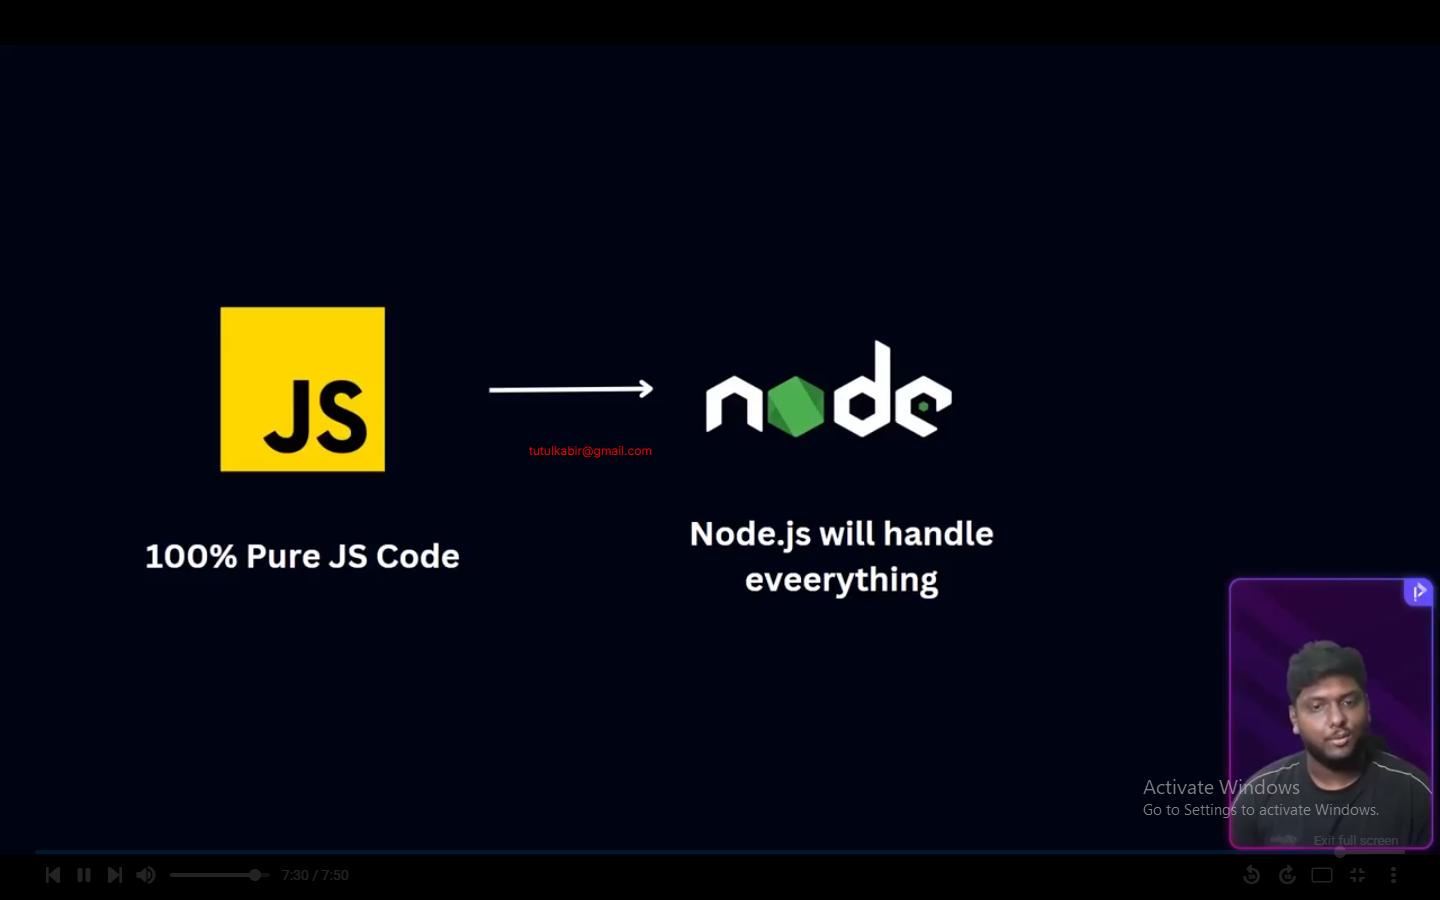 JS
node
tutulkabir@gmail.com
100% Pure JS Code
Node.js will handle
eveerything
Activate Windows
Go to Settings to activate Windows.
Exit full screen
7:30 / 7:50